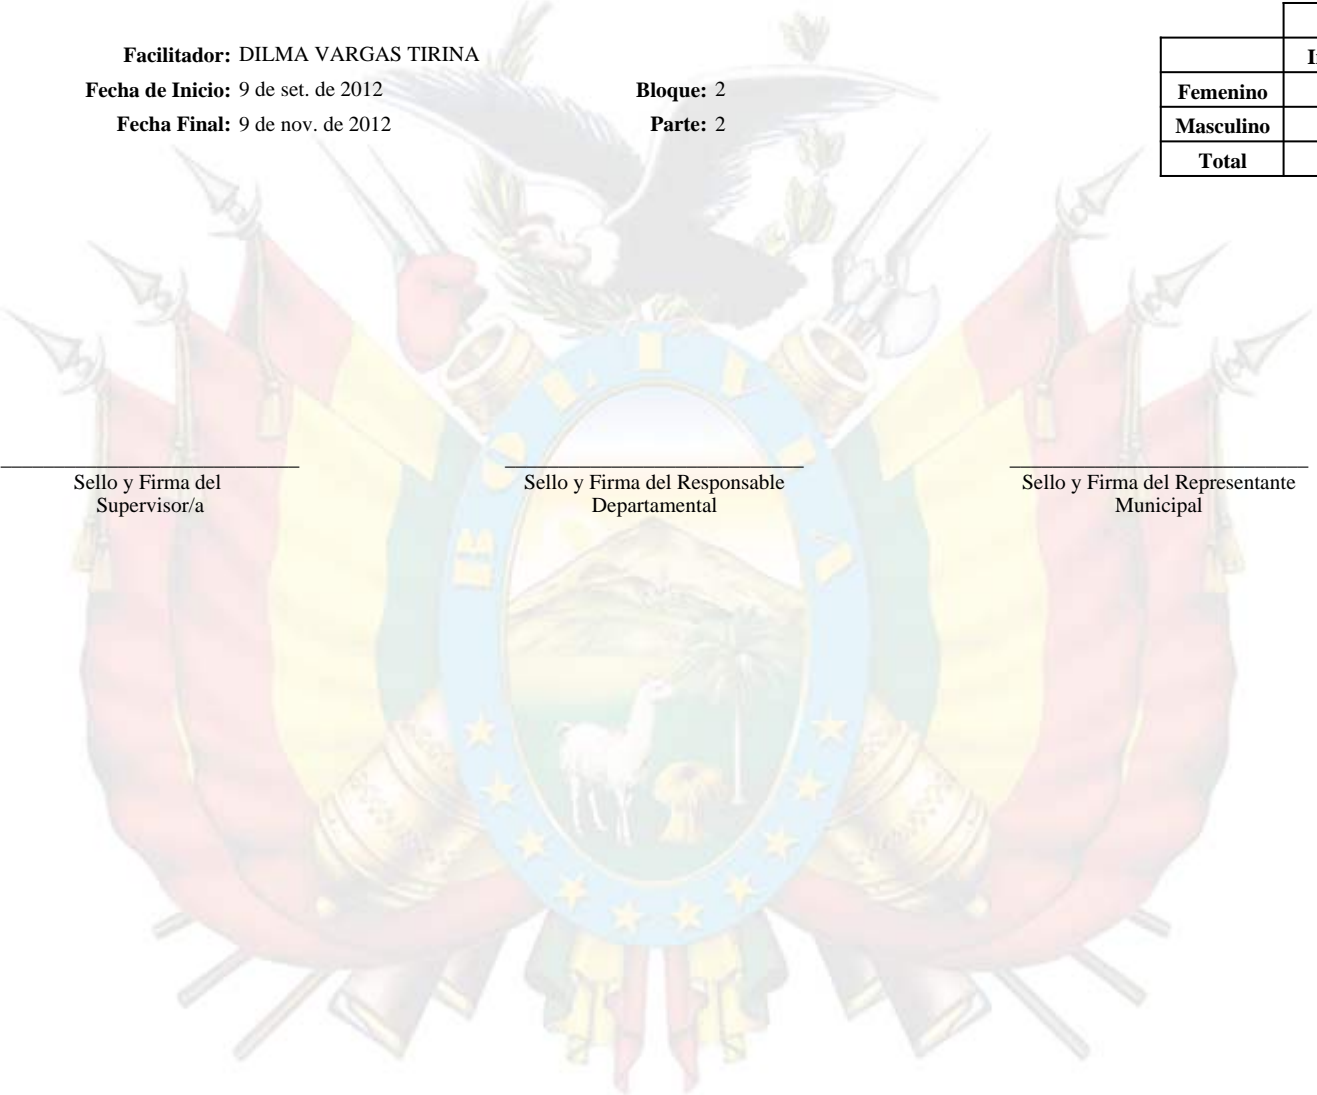 Facilitador: DILMA VARGAS TIRINA
Fecha de Inicio: 9 de set. de 2012
Bloque: 2
Fecha Final: 9 de nov. de 2012
Parte: 2
Femenino
Masculino
Total
Sello y Firma del
Supervisor/a
Sello y Firma del Responsable
Departamental
Sello y Firma del Representante
Municipal
BOLIVIA